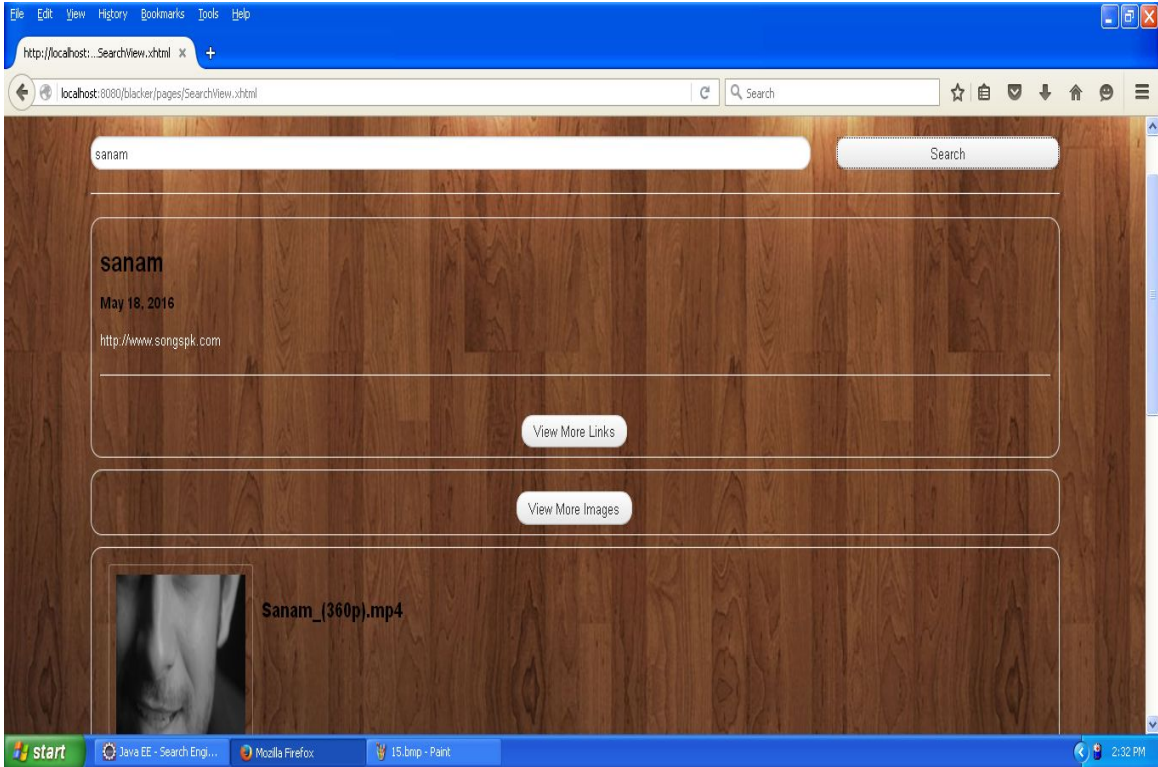 File Edit View History Bookmarks Tools Help
http://localhost:...SearchView.xhtml × +
localhost:8080/blacker/pages/SearchView.xhtml Search
sanam Search
sanam
May 18, 2016
http://www.songspk.com
View More Links
View More Images
Sanam_(360p).mp4
start Java EE - Search Engi... Mozilla Firefox 15.bmp - Paint 2:32 PM